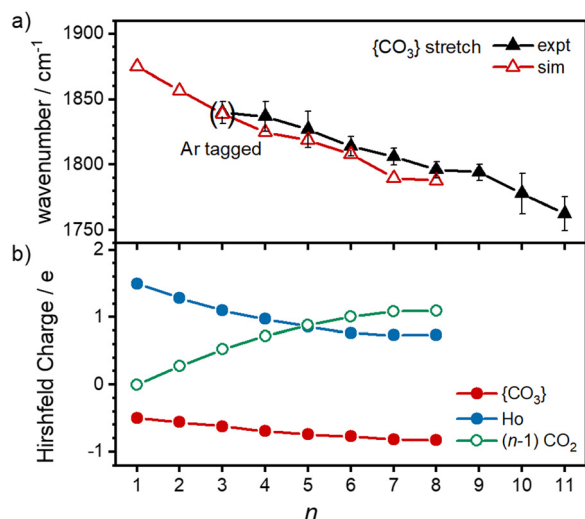 a)
1900
1850
1800
1750
wavenumber / cm⁻¹
{CO₃} stretch
expt
sim
( )
Ar tagged
b)
2
1
0
-1
Hirshfeld Charge / e
{CO₃}
Ho
(n-1) CO₂
1 2 3 4 5 6 7 8 9 10 11
n